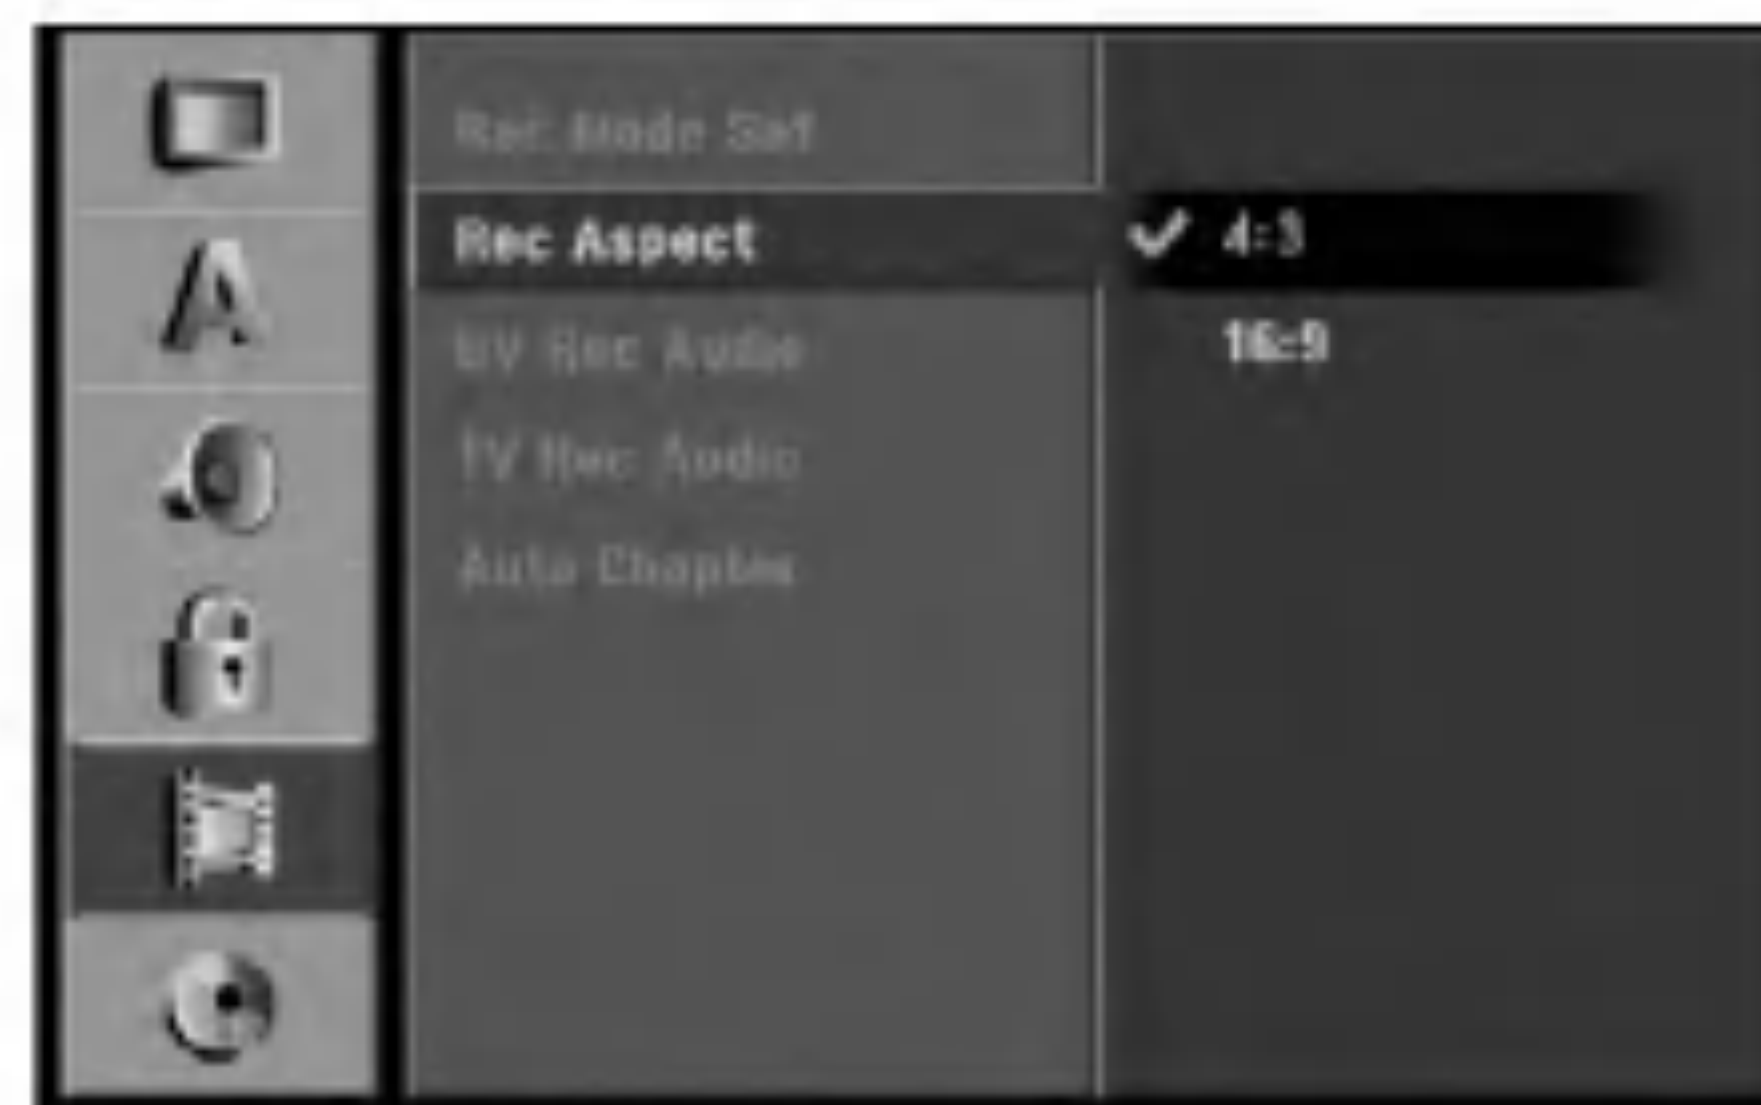 Rec Mode Set
Rec Aspect
4:3
16:9
DV Rec Audio
TV Rec Audio
Auto Chapter